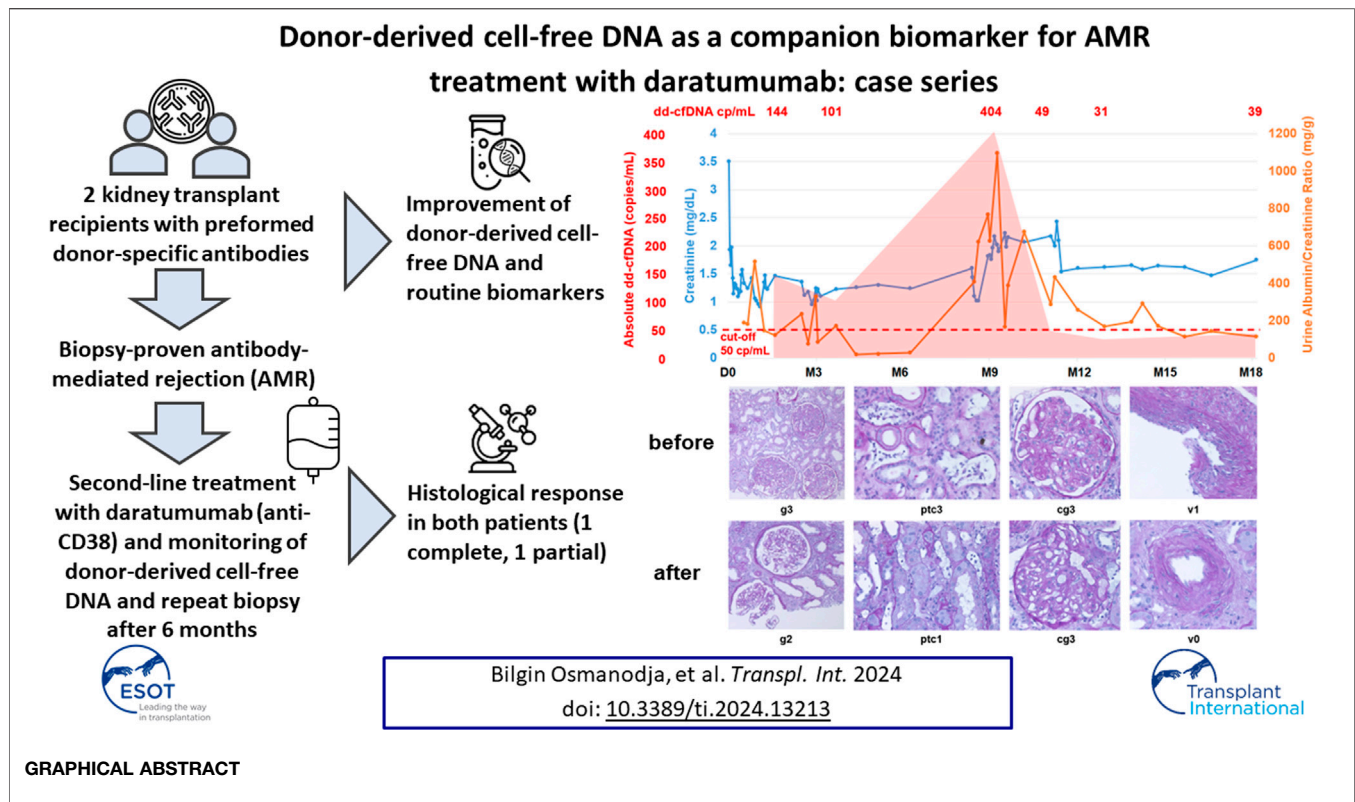 Donor-derived cell-free DNA as a companion biomarker for AMR
treatment with daratumumab: case series
2 kidney transplant
recipients with preformed
donor-specific antibodies
Biopsy-proven antibody-
mediated rejection (AMR)
Second-line treatment
with daratumumab (anti-
CD38) and monitoring of
donor-derived cell-free
DNA and repeat biopsy
after 6 months
Improvement of
donor-derived cell-
free DNA and
routine biomarkers
Histological response
in both patients (1
complete, 1 partial)
dd-cfDNA cp/mL 144 101 404 49 31 39
Absolute dd-cfDNA (copies/mL)
400
350
300
250
200
150
100
50
0
Creatinine (mg/dL)
4
3.5
3
2.5
2
1.5
1
0.5
0
cut-off
50 cp/mL
1200
1000
800
600
400
200
0
Urine Albumin/Creatinine Ratio (mg/g)
D0 M3 M6 M9 M12 M15 M18
before
g3 ptc3 cg3 v1
after
g2 ptc1 cg3 v0
ESOT
Leading the way
in transplantation
Bilgin Osmanodja, et al. Transpl. Int. 2024
doi: 10.3389/ti.2024.13213
Transplant
International
GRAPHICAL ABSTRACT